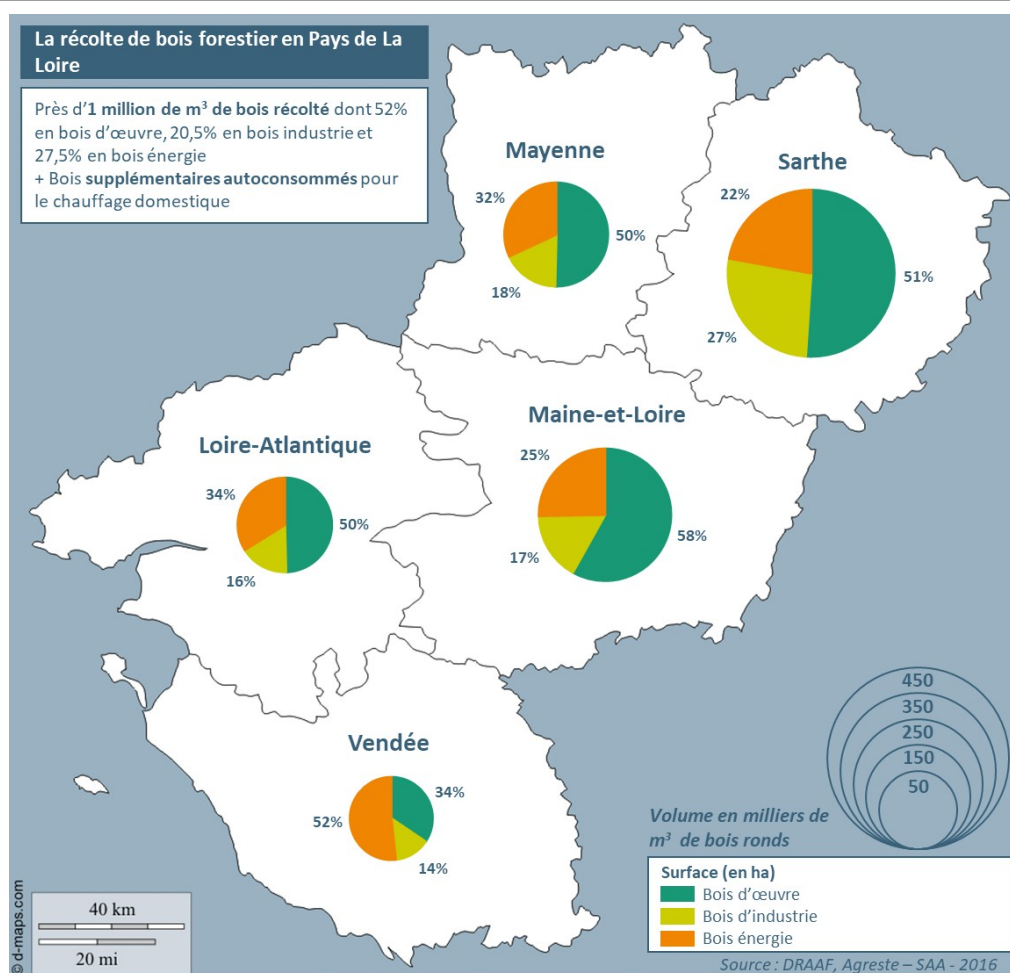 La récolte de bois forestier en Pays de La
Loire
Près d'1 million de m³ de bois récolté dont 52%
en bois d'œuvre, 20,5% en bois industrie et
27,5% en bois énergie
+ Bois supplémentaires autoconsommés pour
le chauffage domestique
Mayenne
32%
50%
18%
Sarthe
22%
51%
27%
Loire-Atlantique
34%
50%
16%
Maine-et-Loire
25%
58%
17%
Vendée
34%
52%
14%
450
350
250
150
50
Volume en milliers de
m³ de bois ronds
Surface (en ha)
Bois d'œuvre
Bois d'industrie
Bois énergie
Source : DRAAF, Agreste – SAA - 2016
40 km
20 mi
© d-maps.com